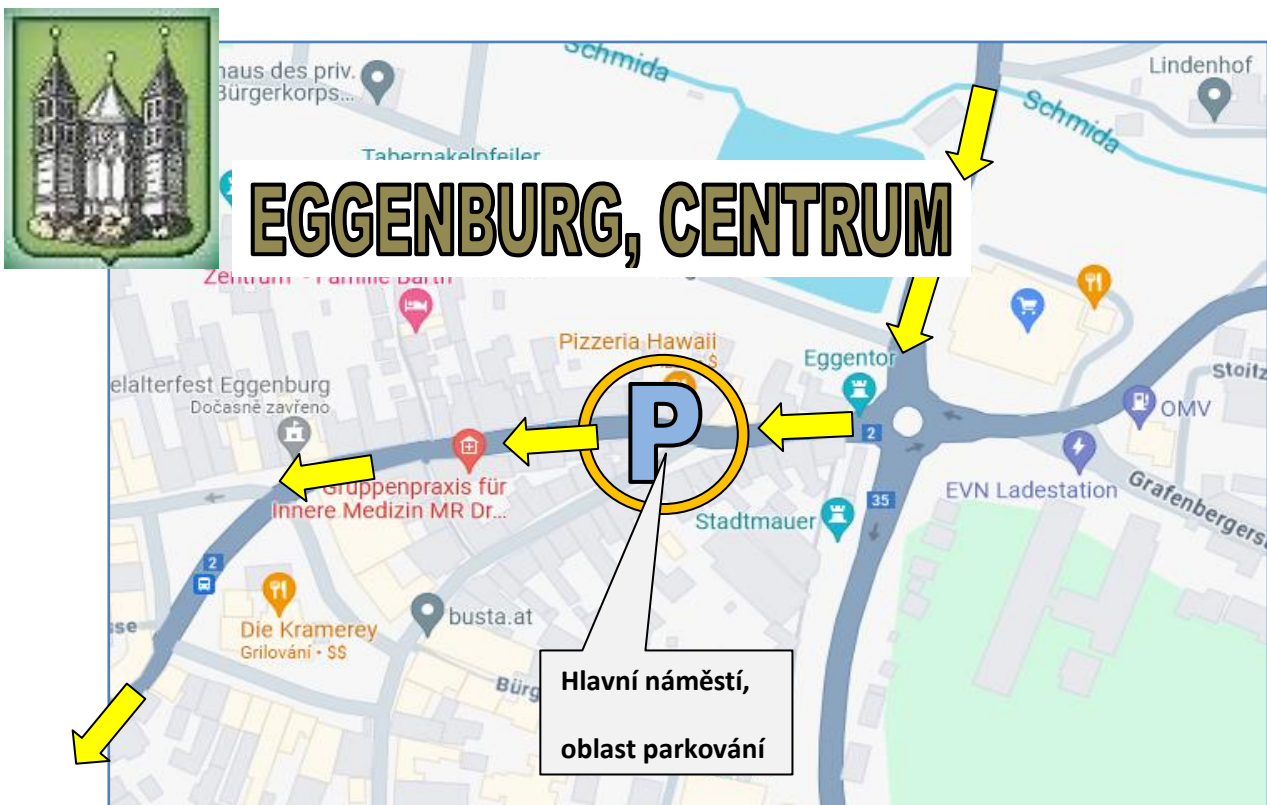 Schmida
haus des priv.
Bürgerkorps...
Lindenhof
Schmida
Tabernakelpfeiler
EGGENBURG, CENTRUM
Zentrum - Familie Barth
Pizzeria Hawaii
$
Eggentor
elalterfest Eggenburg
Dočasně zavřeno
P
Stoitz
OMV
2
Gruppenpraxis für
Innere Medizin MR Dr...
EVN Ladestation
35
Stadtmauer
Grafenbergers
2
busta.at
se
Die Kramerey
Grilování • $$
Bürg
Hlavní náměstí,
oblast parkování